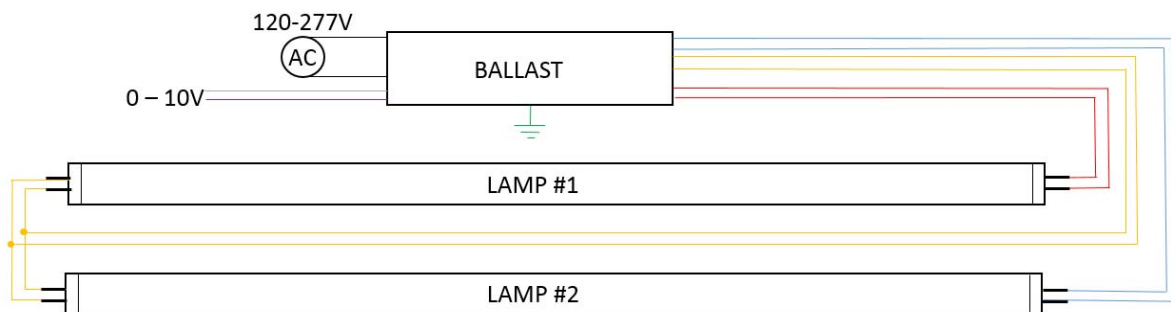 120-277V
AC
BALLAST
0 – 10V
LAMP #1
LAMP #2